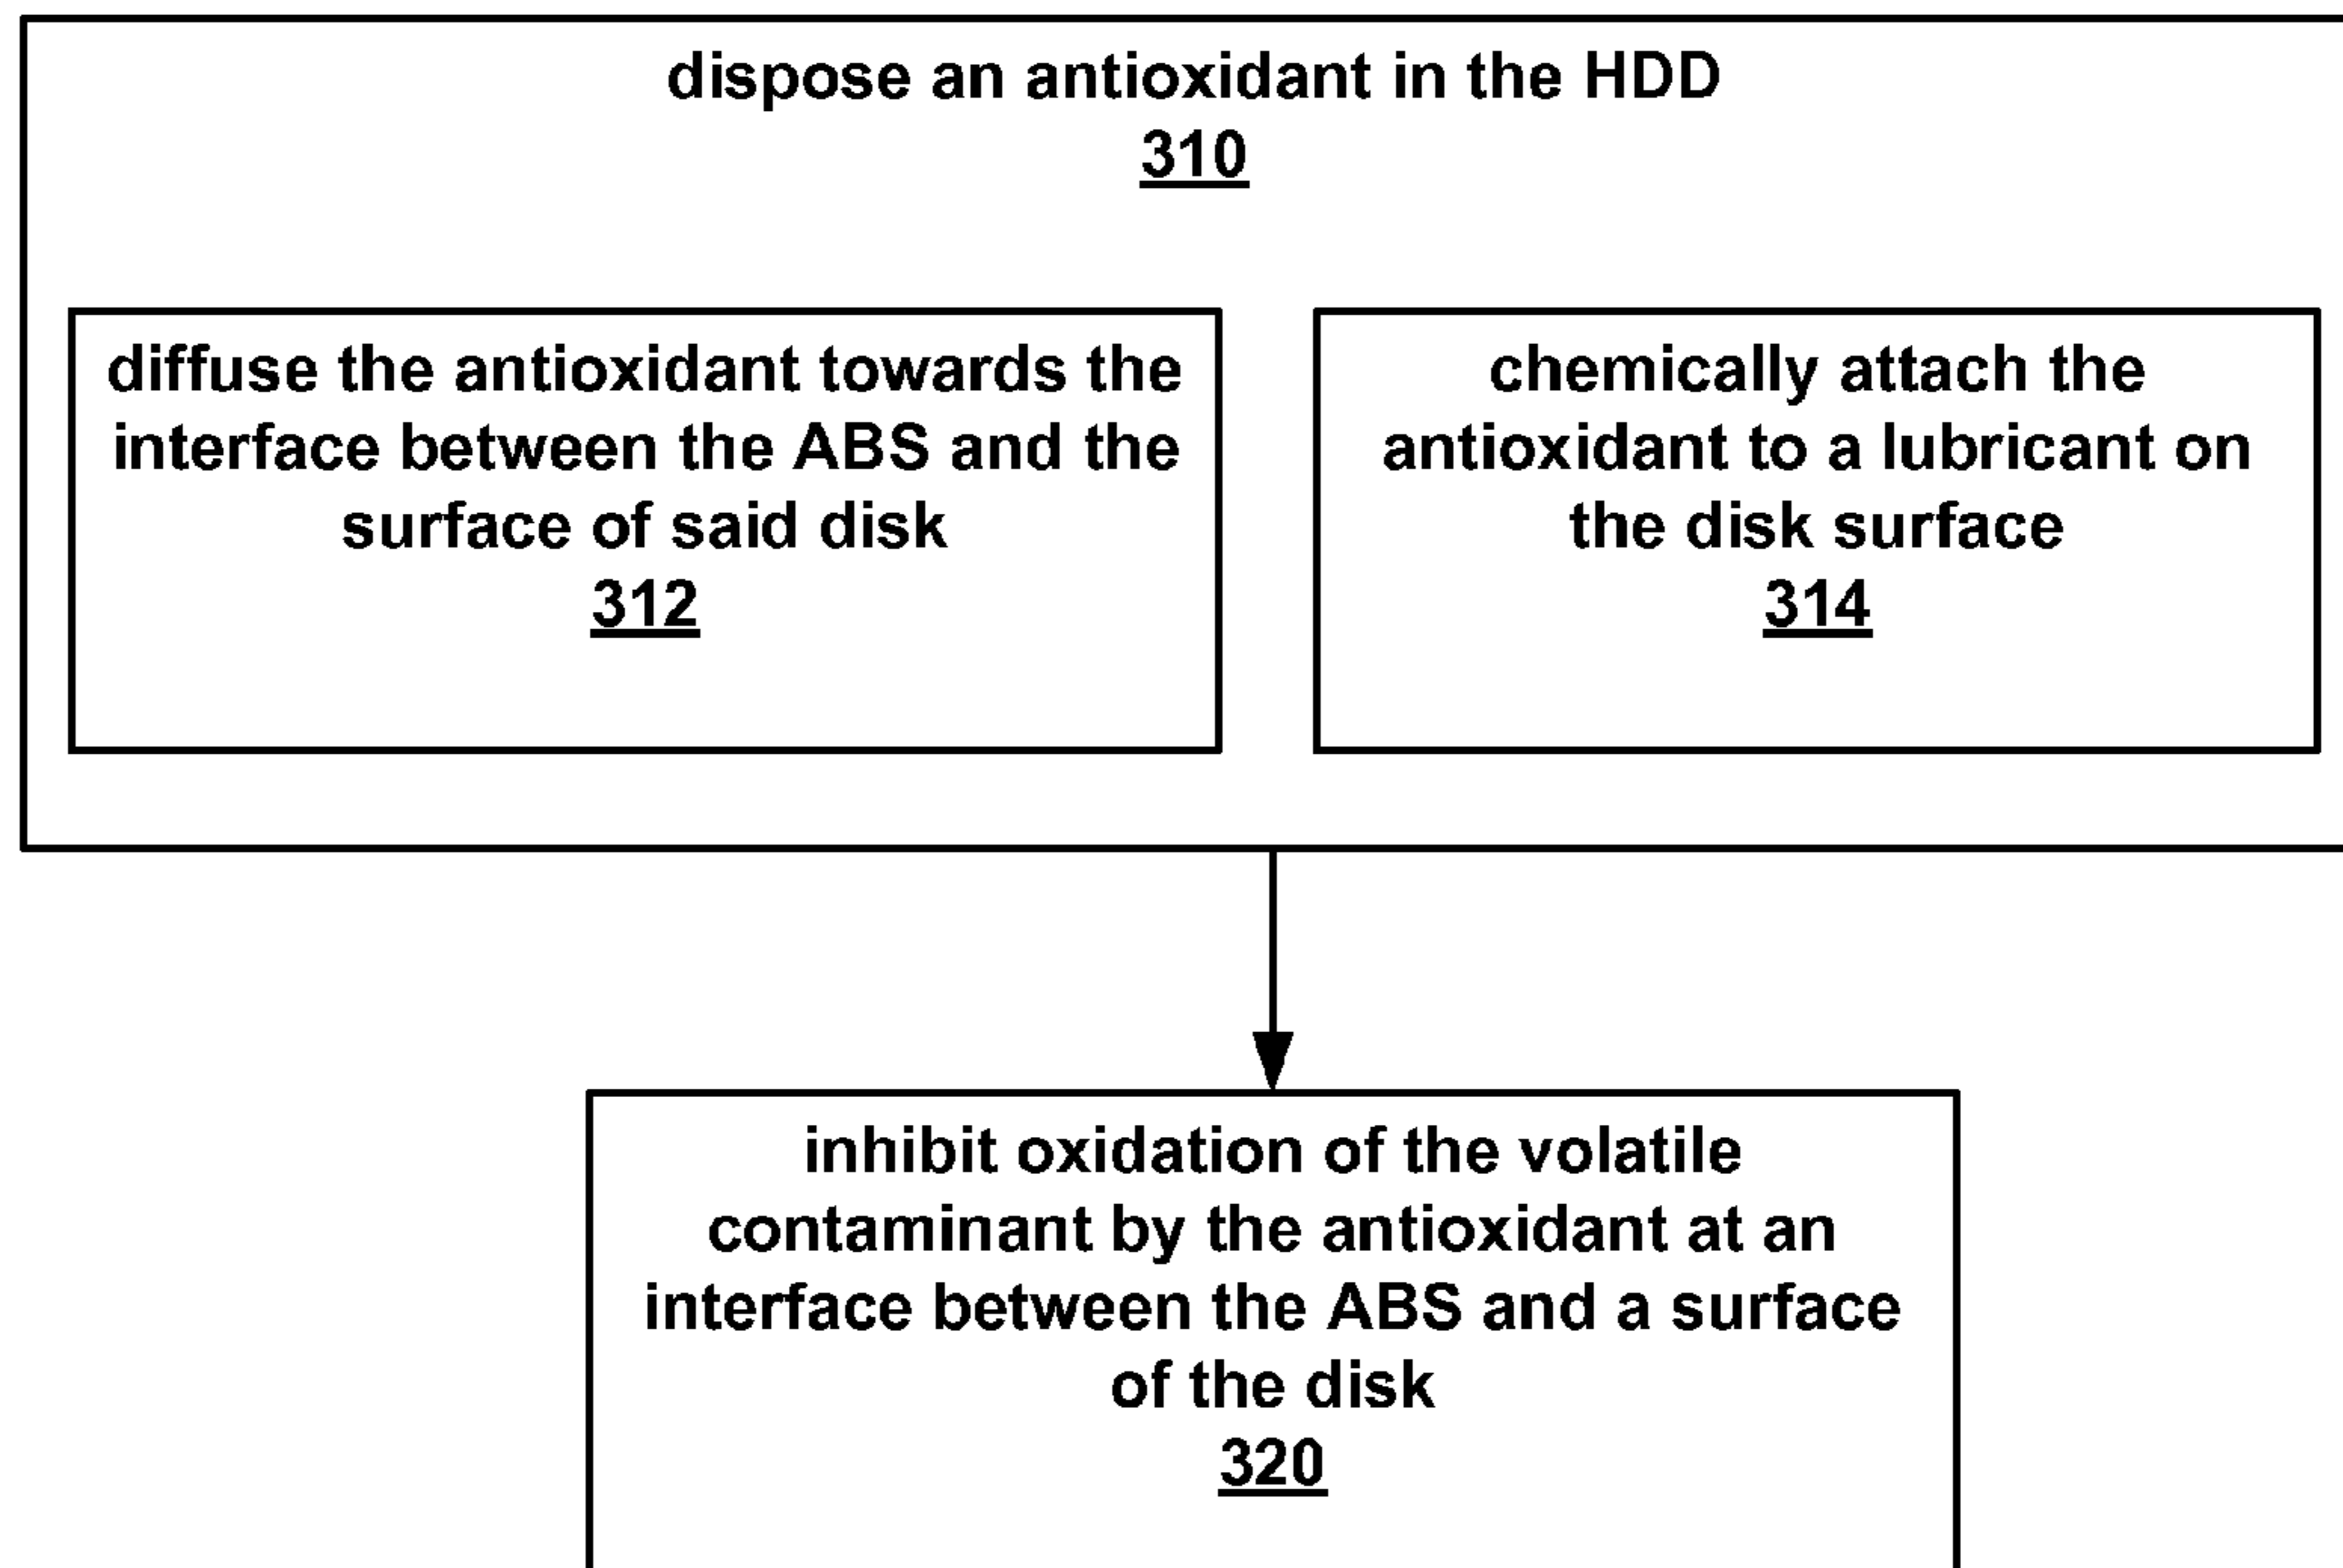 dispose an antioxidant in the HDD
310
diffuse the antioxidant towards the
interface between the ABS and the
surface of said disk
312
chemically attach the
antioxidant to a lubricant on
the disk surface
314
inhibit oxidation of the volatile
contaminant by the antioxidant at an
interface between the ABS and a surface
of the disk
320